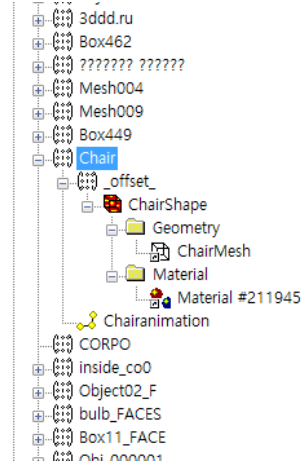 3ddd.ru
Box462
??????? ??????
Mesh004
Mesh009
Box449
Chair
_offset_
ChairShape
Geometry
ChairMesh
Material
Material #211945
Chairanimation
CORPO
inside_co0
Object02_F
bulb_FACES
Box11_FACE